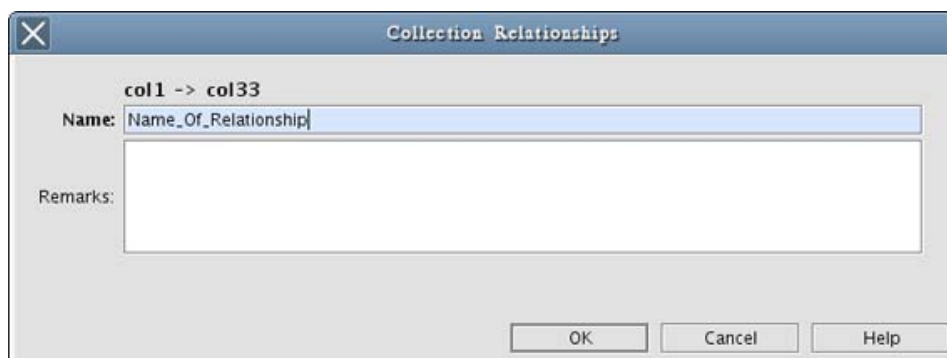 Collection Relationships
col1 -> col33
Name: Name_Of_Relationship
Remarks:
OK Cancel Help